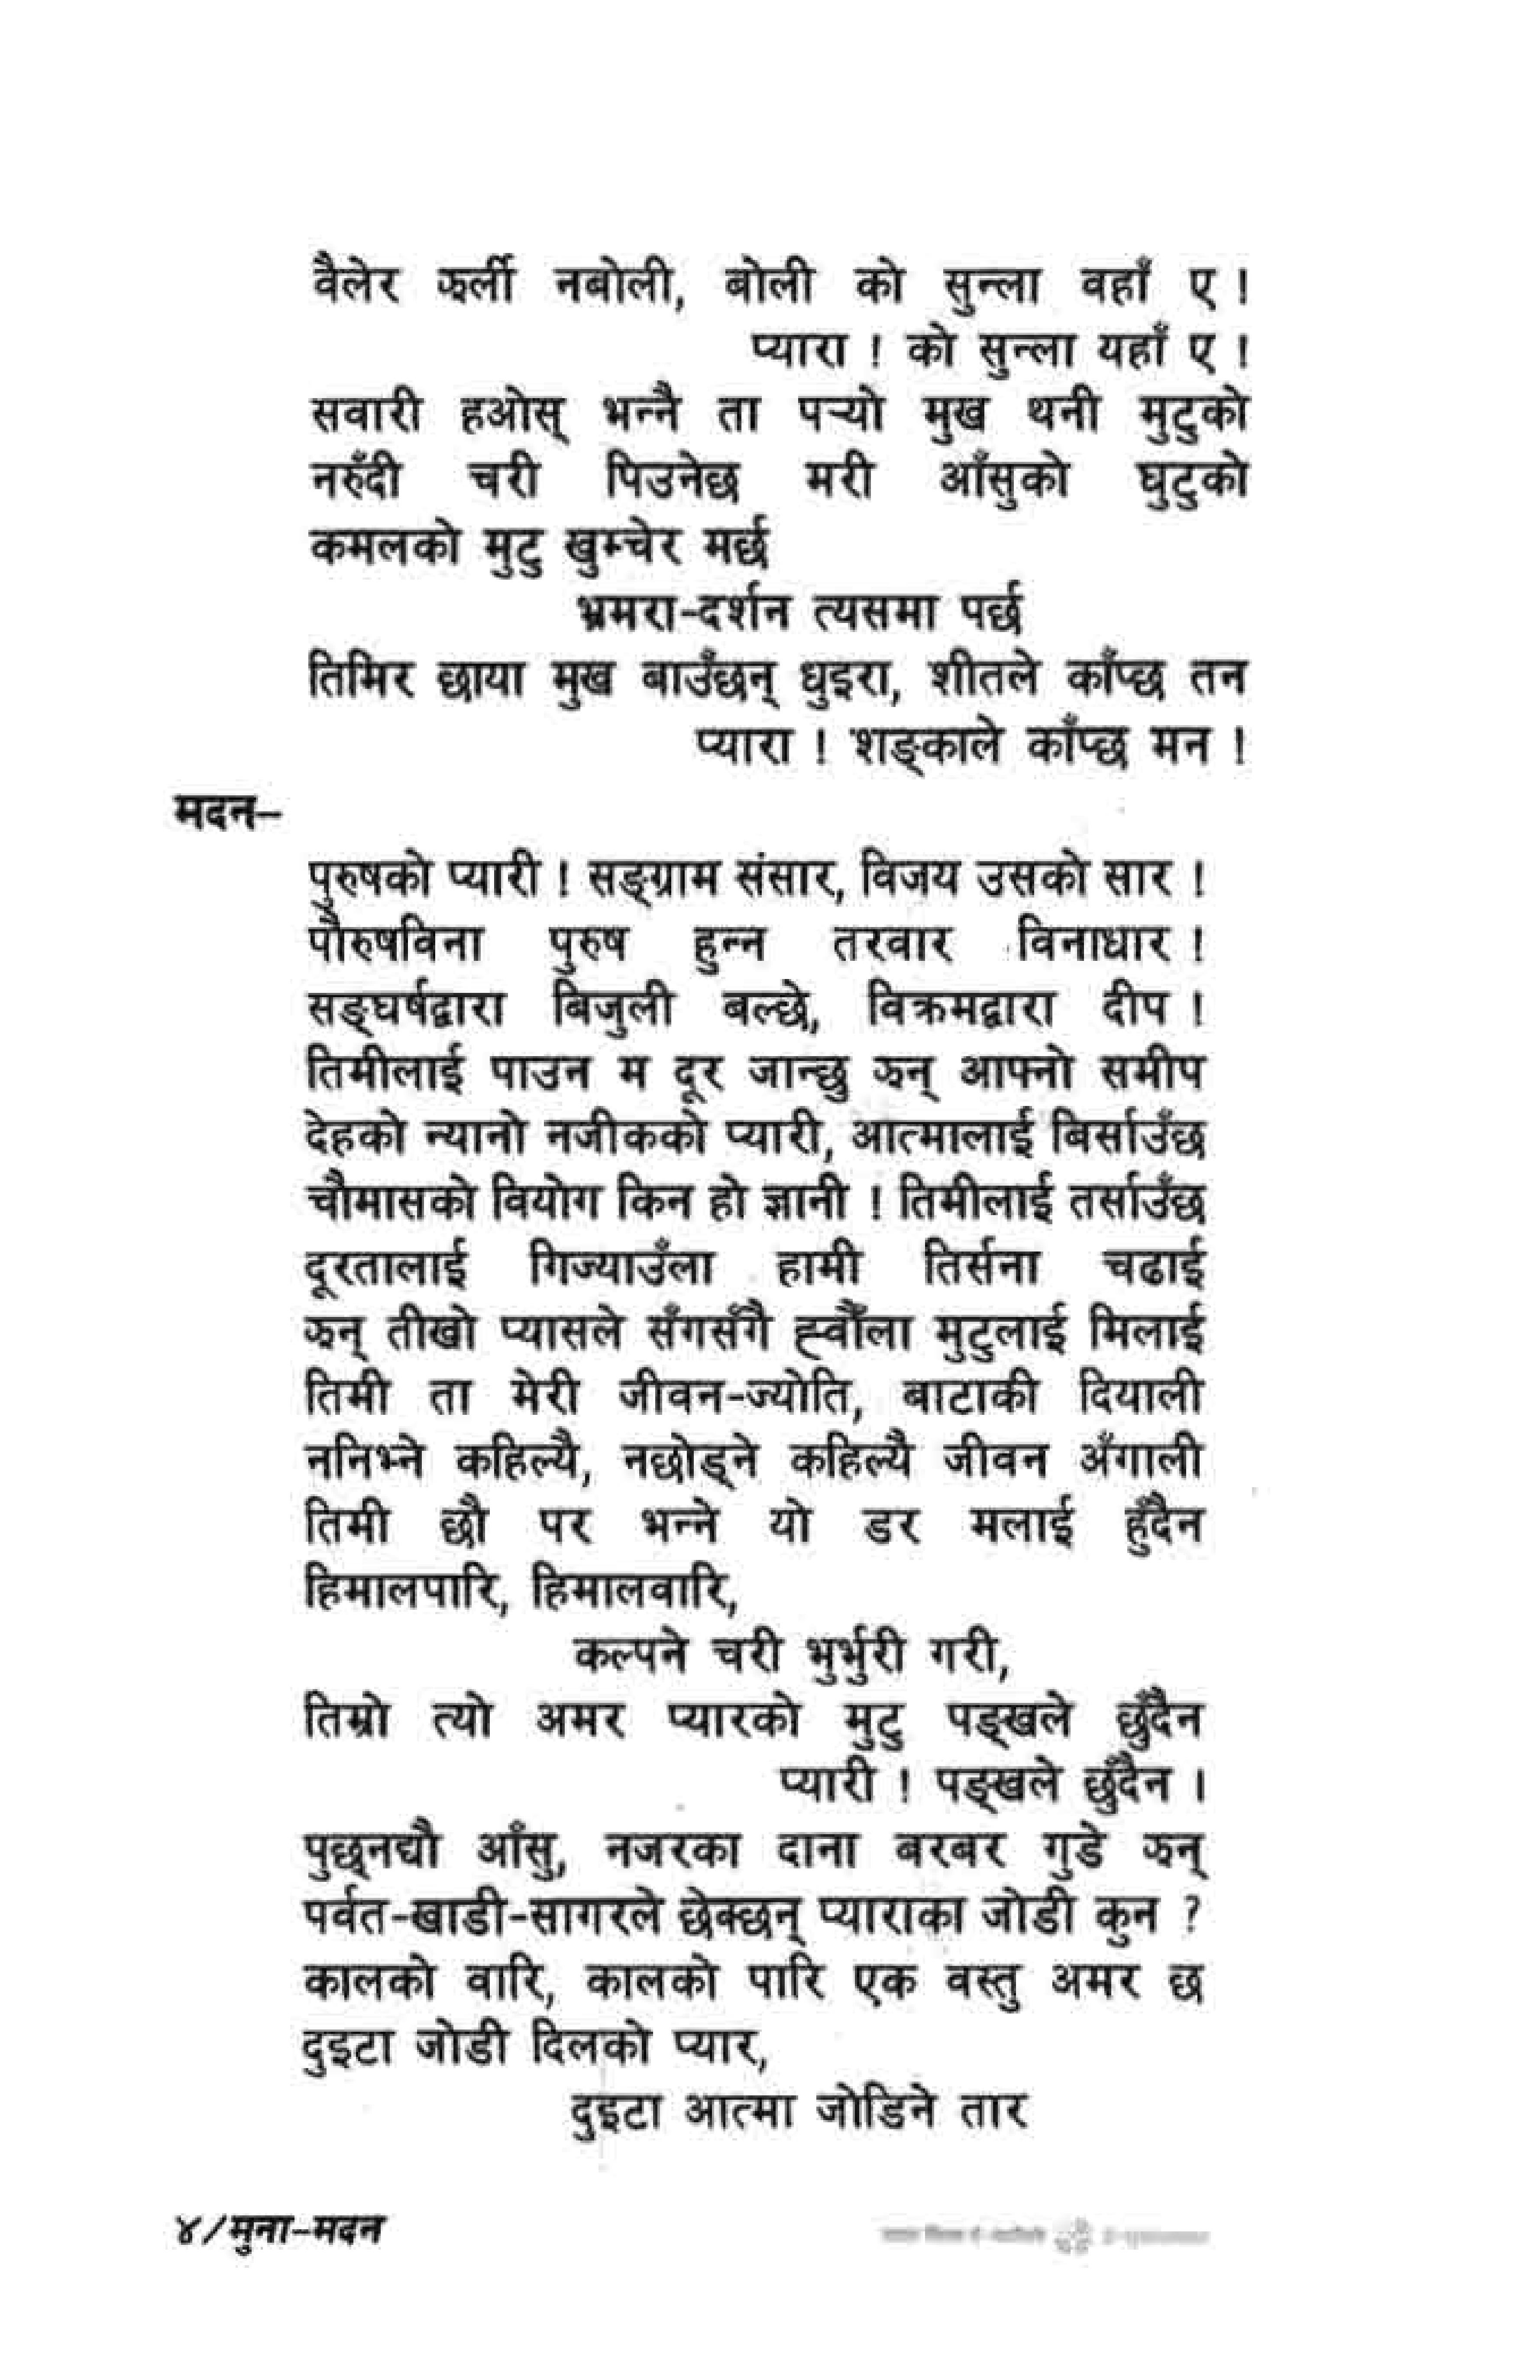 वैलेर झर्ली नबोली, बोली को सुन्ला वहाँ ए !
प्यारा ! को सुन्ला यहाँ ए !
सवारी हओस् भन्नै ता पर्‍यो मुख थनी मुटुको
नरुँदी चरी पिउनेछ मरी आँसुको घुटुको
कमलको मुटु खुम्चेर मर्छ
भ्रमरा-दर्शन त्यसमा पर्छ
तिमिर छाया मुख बाउँछन् धुइरा, शीतले काँप्छ तन
प्यारा ! शङ्काले काँप्छ मन !
मदन–
पुरुषको प्यारी ! सङ्ग्राम संसार, विजय उसको सार !
पौरुषविना पुरुष हुन्न तरवार विनाधार !
सङ्घर्षद्वारा बिजुली बल्छे, विक्रमद्वारा दीप !
तिमीलाई पाउन म दूर जान्छु झन् आफ्नो समीप
देहको न्यानो नजीकको प्यारी, आत्मालाई बिर्साउँछ
चौमासको वियोग किन हो ज्ञानी ! तिमीलाई तर्साउँछ
दूरतालाई गिज्याउँला हामी तिर्सना चढाई
झन् तीखो प्यासले सँगसँगै ह्वौँला मुटुलाई मिलाई
तिमी ता मेरी जीवन-ज्योति, बाटाकी दियाली
ननिभ्ने कहिल्यै, नछोड्ने कहिल्यै जीवन अँगाली
तिमी छौ पर भन्ने यो डर मलाई हुँदैन
हिमालपारि, हिमालवारि,
कल्पने चरी भुर्भुरी गरी,
तिम्रो त्यो अमर प्यारको मुटु पङ्खले छुँदैन
प्यारी ! पङ्खले छुँदैन ।
पुछ्नद्यौ आँसु, नजरका दाना बरबर गुडे झन्
पर्वत-खाडी-सागरले छेक्छन् प्याराका जोडी कुन ?
कालको वारि, कालको पारि एक वस्तु अमर छ
दुइटा जोडी दिलको प्यार,
दुइटा आत्मा जोडिने तार
४/मुना–मदन